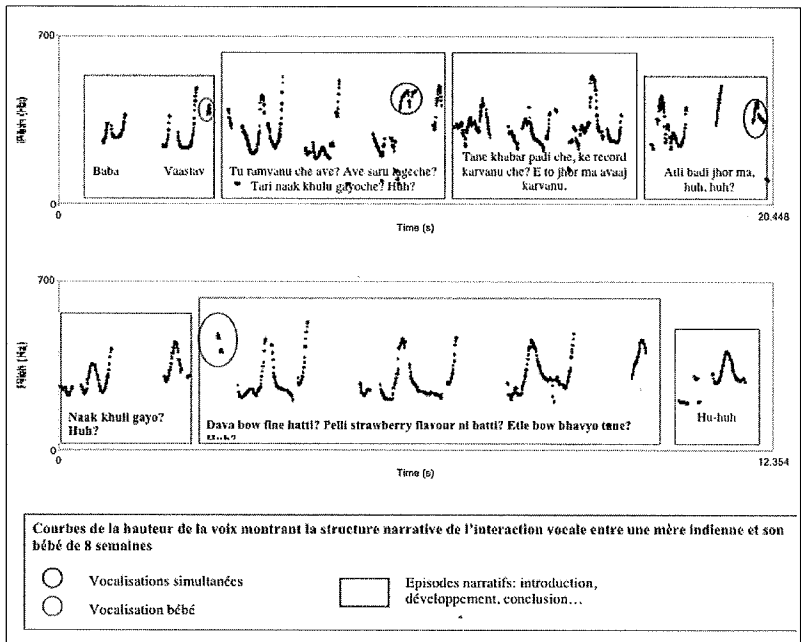 700
Pitch (Hz)
Baba Vaastav
Tu ramvanu che ave? Ave saru lageche?
Tari naak khulu gayoche? Huh?
Tane khabar padi che, ke record
karvanu che? E to jhor ma avaaj
karvanu.
Atli badi jhor ma,
huh, huh?
0
0
20.448
Time (s)
700
Pitch (Hz)
Naak khuli gayo?
Huh?
Dava bow fine hatti? Pelli strawberry flavour ni hatti? Etle bow bhavyo tane?
Huh?
Hu-huh
0
0
12.354
Time (s)
Courbes de la hauteur de la voix montrant la structure narrative de l'interaction vocale entre une mère indienne et son
bébé de 8 semaines
Vocalisations simultanées
Vocalisation bébé
Episodes narratifs: introduction,
développement, conclusion…